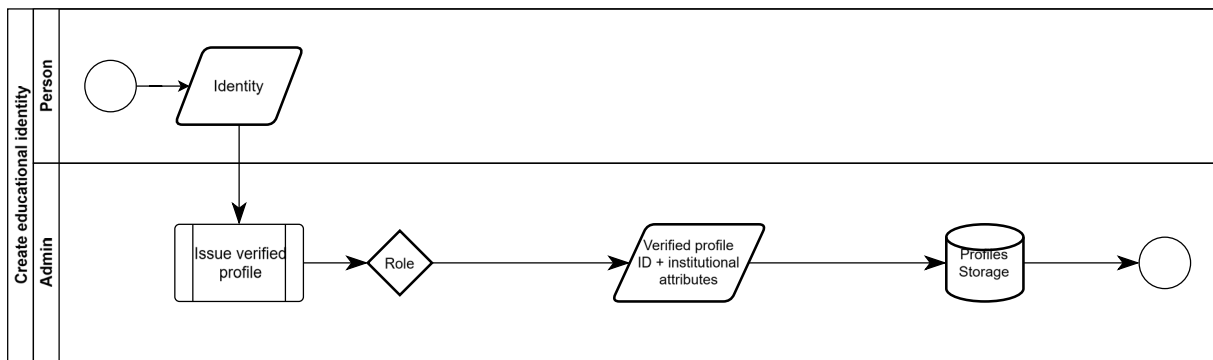 Create educational identity
Person
Identity
Admin
Issue verified
profile
Role
Verified profile
ID + institutional
attributes
Profiles
Storage